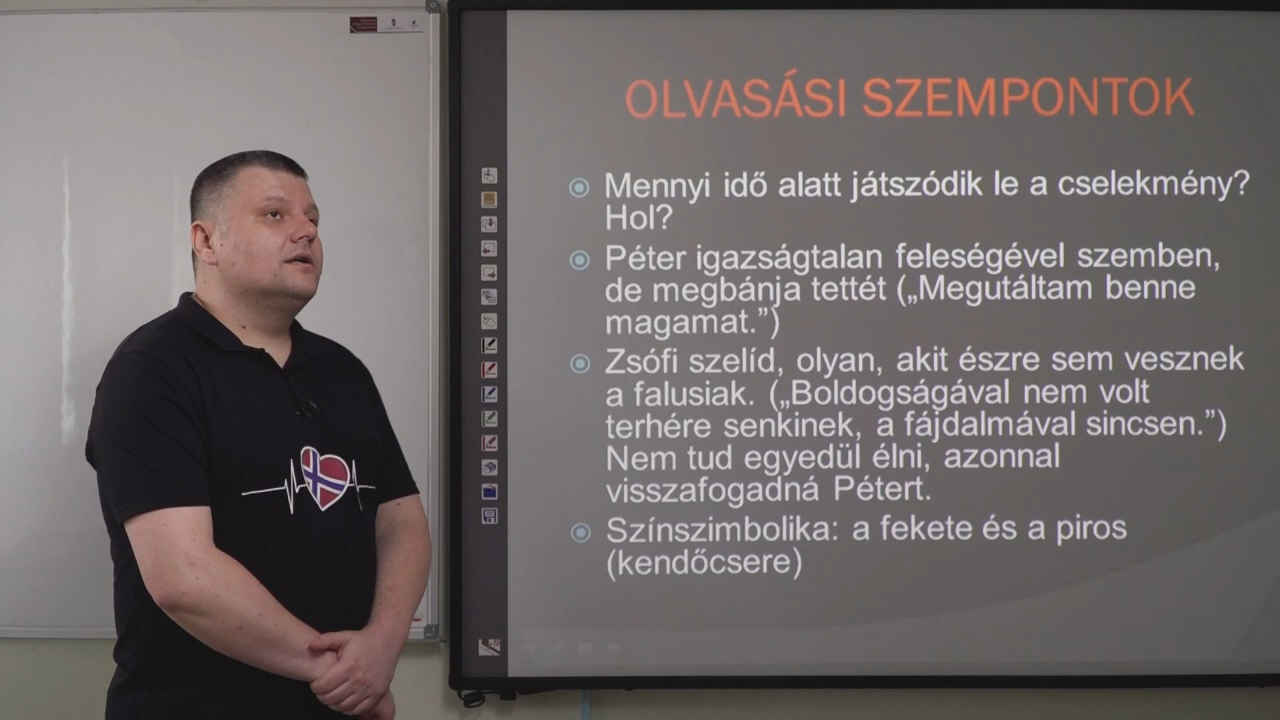 OLVASÁSI SZEMPONTOK
Mennyi idő alatt játszódik le a cselekmény?
Hol?
Péter igazságtalan feleségével szemben,
de megbánja tettét („Megutáltam benne
magamat.”)
Zsófi szelíd, olyan, akit észre sem vesznek
a falusiak. („Boldogságával nem volt
terhére senkinek, a fájdalmával sincsen.”)
Nem tud egyedül élni, azonnal
visszafogadná Pétert.
Színszimbolika: a fekete és a piros
(kendőcsere)